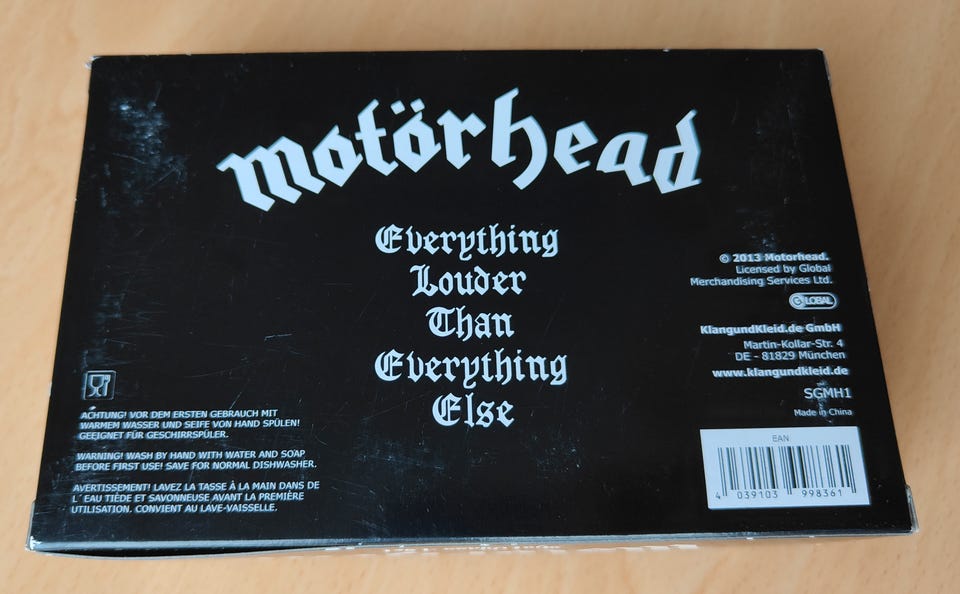 motörhead
Everything
Louder
Than
Everything
Else
© 2013 Motorhead.
Licensed by Global
Merchandising Services Ltd.
GLOBAL
KlangundKleid.de GmbH
Martin-Kollar-Str. 4
DE - 81829 München
www.klangundkleid.de
SGMH1
Made in China
EAN
4 039103 998361
ACHTUNG! VOR DEM ERSTEN GEBRAUCH MIT
WARMEM WASSER UND SEIFE VON HAND SPÜLEN!
GEEIGNET FÜR GESCHIRRSPÜLER.
WARNING! WASH BY HAND WITH WATER AND SOAP
BEFORE FIRST USE! SAVE FOR NORMAL DISHWASHER.
AVERTISSEMENT! LAVEZ LA TASSE À LA MAIN DANS DE
L´EAU TIÈDE ET SAVONNEUSE AVANT LA PREMIÈRE
UTILISATION. CONVIENT AU LAVE-VAISSELLE.